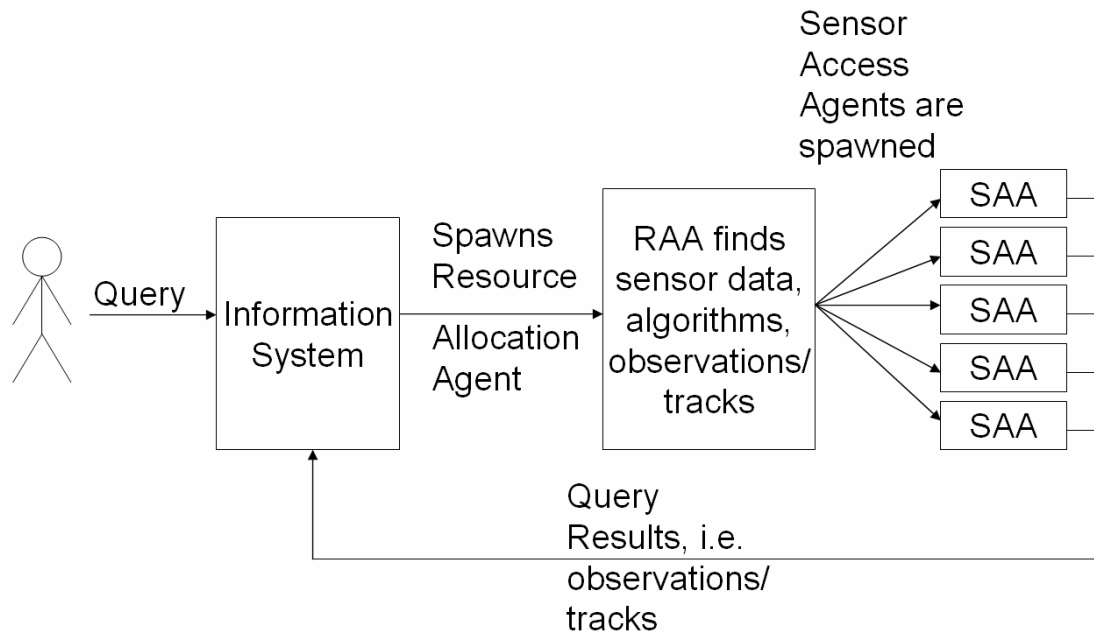 Sensor
Access
Agents are
spawned
Query
Information
System
Spawns
Resource
Allocation
Agent
RAA finds
sensor data,
algorithms,
observations/
tracks
SAA
SAA
SAA
SAA
SAA
Query
Results, i.e.
observations/
tracks